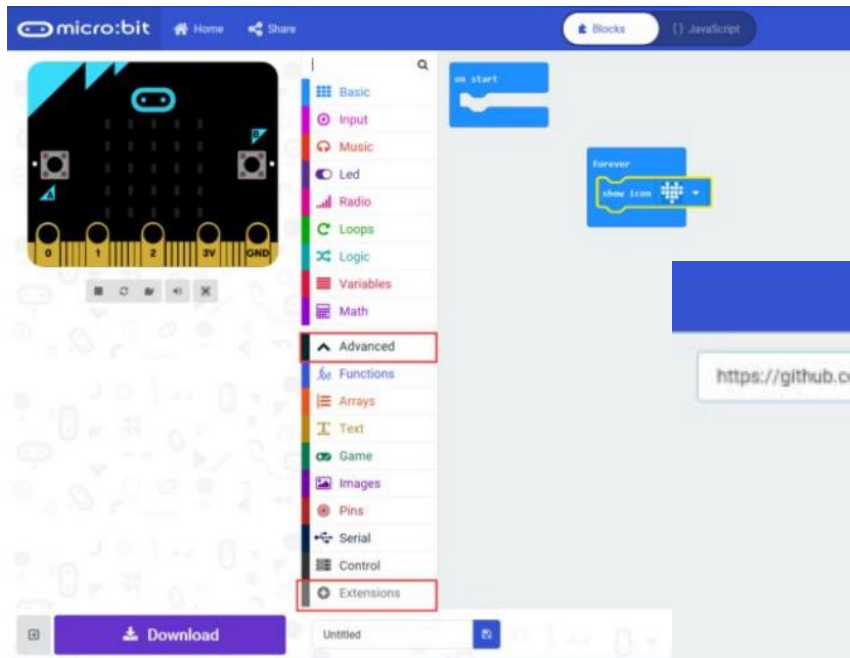 micro:bit Home Share Blocks {} JavaScript
Basic
Input
Music
Led
Radio
Loops
Logic
Variables
Math
Advanced
f(x) Functions
Arrays
T Text
Game
Images
Pins
Serial
Control
Extensions
B
A
0 1 2 3V GND
Download
Untitled
on start
forever
show icon
https://github.co